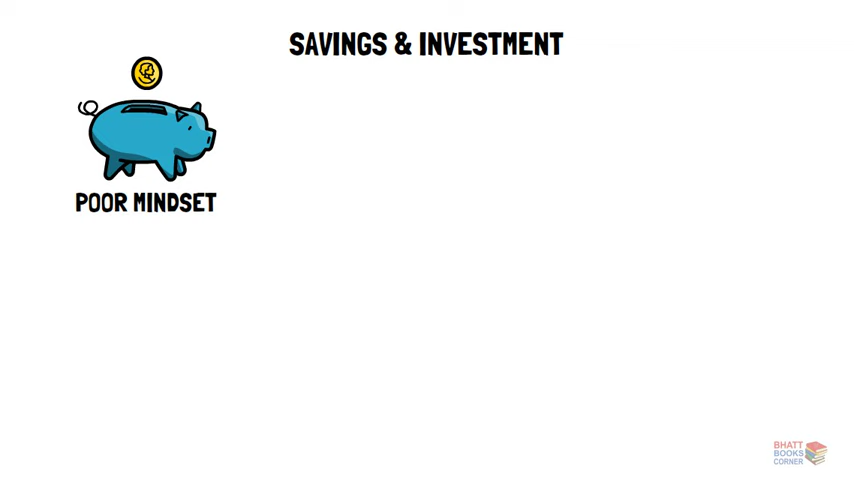 SAVINGS & INVESTMENT
POOR MINDSET
BHATT
BOOKS
CORNER